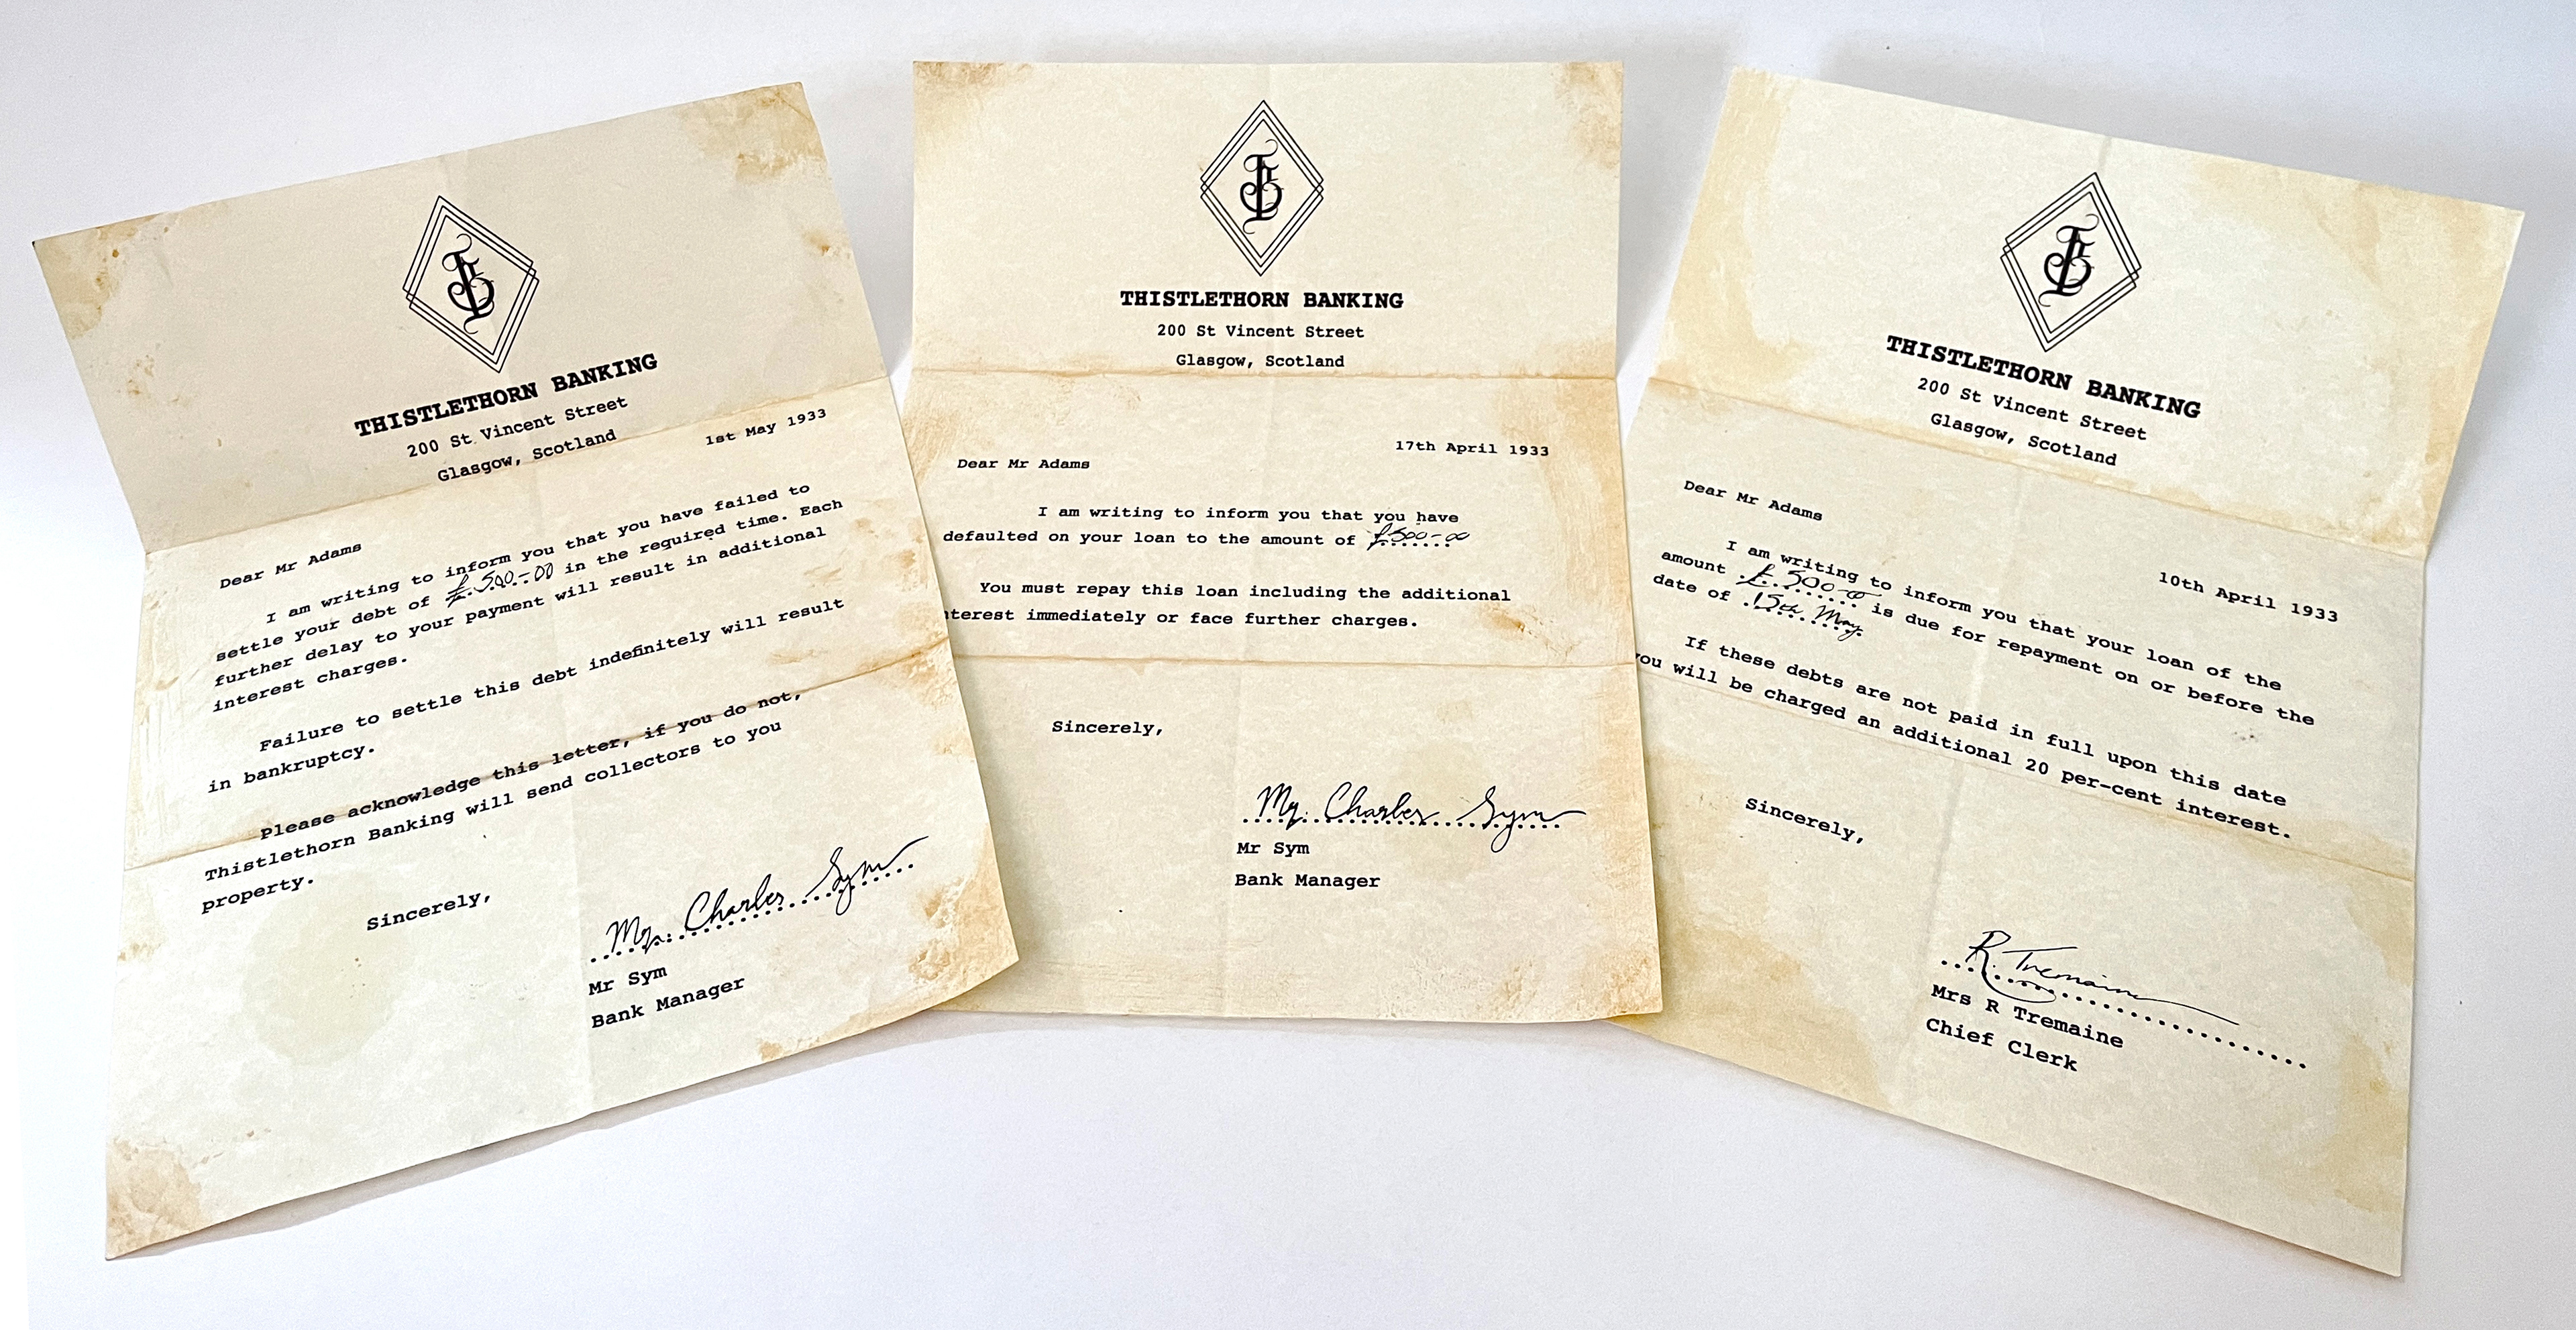 THISTLETHORN BANKING
200 St Vincent Street
Glasgow, Scotland
1st May 1933
Dear Mr Adams
I am writing to inform you that you have failed to
settle your debt of £.500-00 in the required time. Each
further delay to your payment will result in additional
interest charges.
Failure to settle this debt indefinitely will result
in bankruptcy.
Please acknowledge this letter, if you do not,
Thistlethorn Banking will send collectors to you
property.
Sincerely,
Mr. Charles Sym
Mr Sym
Bank Manager
THISTLETHORN BANKING
200 St Vincent Street
Glasgow, Scotland
17th April 1933
Dear Mr Adams
I am writing to inform you that you have
defaulted on your loan to the amount of £500-00
You must repay this loan including the additional
nterest immediately or face further charges.
Sincerely,
Mr. Charles Sym
Mr Sym
Bank Manager
THISTLETHORN BANKING
200 St Vincent Street
Glasgow, Scotland
10th April 1933
Dear Mr Adams
I am writing to inform you that your loan of the
amount £.500-00 is due for repayment on or before the
date of 15th May
If these debts are not paid in full upon this date
you will be charged an additional 20 per-cent interest.
Sincerely,
R. Tremaine
Mrs R Tremaine
Chief Clerk